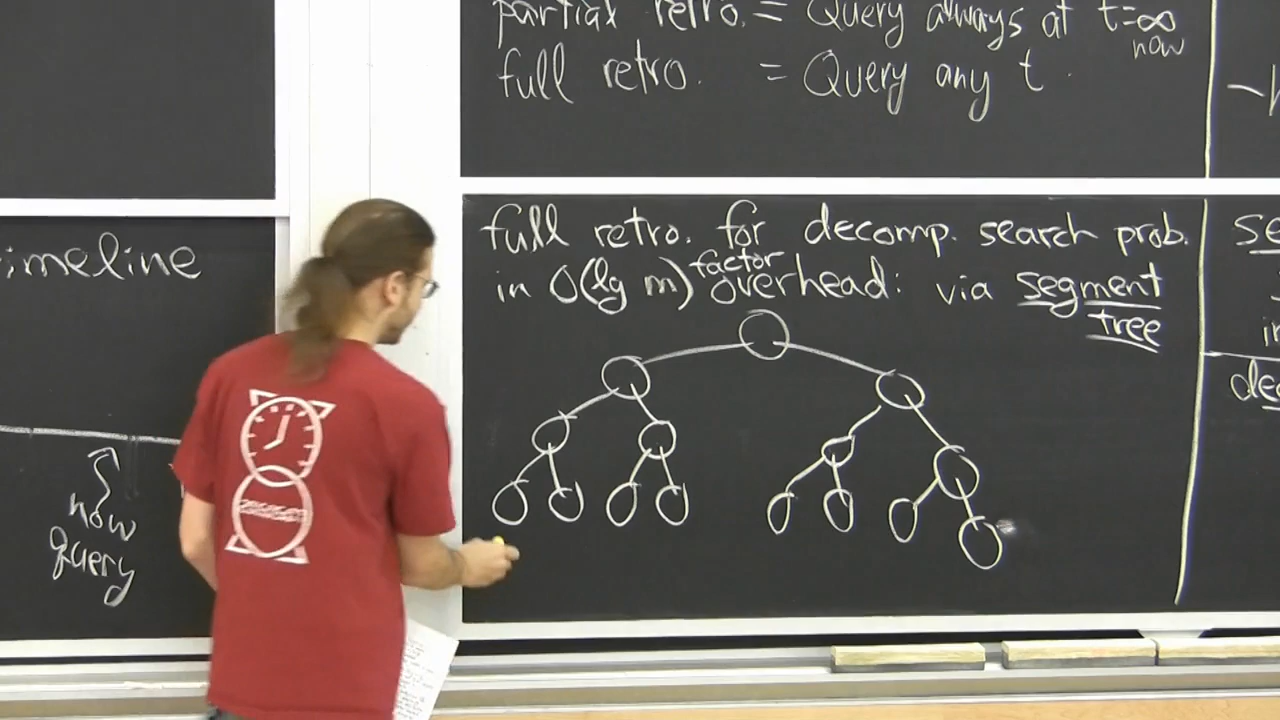 partial retro. = Query always at t=∞
now
full retro. = Query any t.
timeline
now
query
full retro. for decomp. search prob.
in O(lg m) factor overhead: via segment
tree